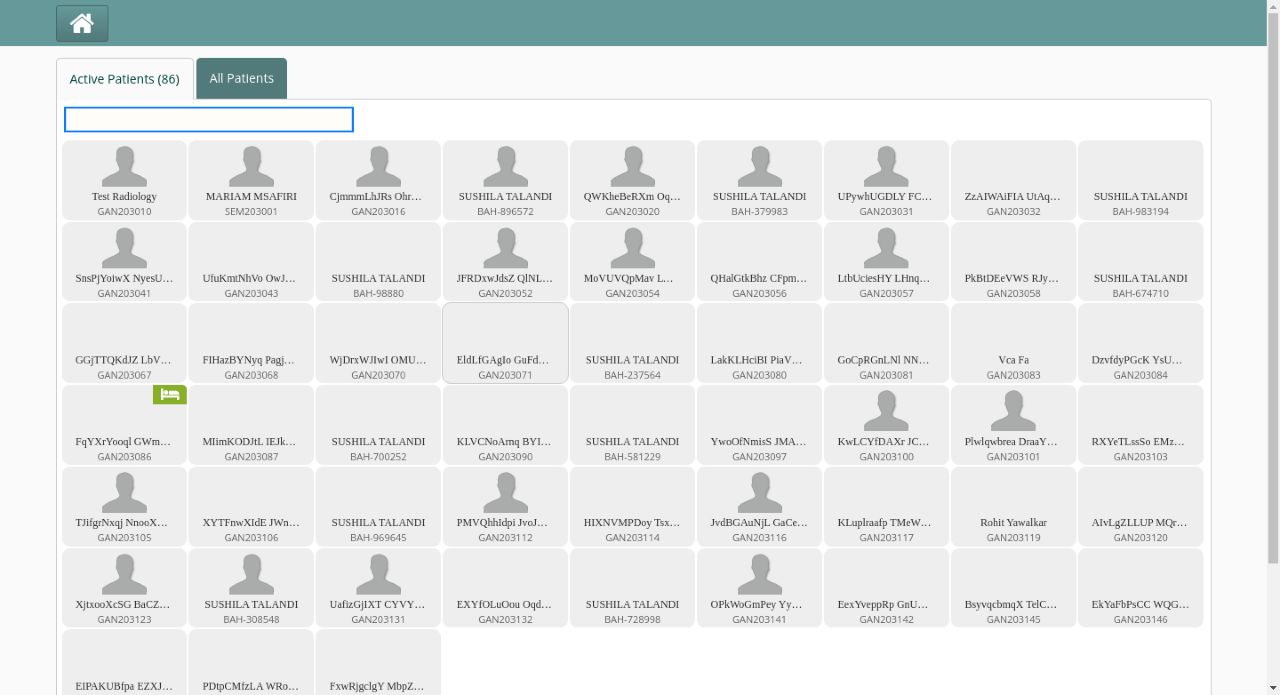 Active Patients (86)
All Patients
Test Radiology MARIAM MSAFIRI CjmmmLhJRs Ohr… SUSHILA TALANDI QWKheBeRXm Oq… SUSHILA TALANDI UPywhUGDLY FC… ZzAIWAiFIA UtAq… SUSHILA TALANDI
GAN203010 SEM203001 GAN203016 BAH-896572 GAN203020 BAH-379983 GAN203031 GAN203032 BAH-983194
SnsPjYoiwX NyesU… UfuKmtNhVo OwJ… SUSHILA TALANDI JFRDxwJdsZ QlNL… MoVUVQpMav L… QHalGtkBhz CFpm… LtbUciesHY LHnq… PkBtDEeVWS RJy… SUSHILA TALANDI
GAN203041 GAN203043 BAH-98880 GAN203052 GAN203054 GAN203056 GAN203057 GAN203058 BAH-674710
GGjTTQKdJZ LbV… FIHazBYNyq Pagj… WjDrxWJIwI OMU… EldLfGAgIo GuFd… SUSHILA TALANDI LakKLHciBI PiaV… GoCpRGnLNl NN… Vca Fa DzvfdyPGcK YsU…
GAN203067 GAN203068 GAN203070 GAN203071 BAH-237564 GAN203080 GAN203081 GAN203083 GAN203084
FqYXrYooql GWm… MIimKODJtL IEJk… SUSHILA TALANDI KLVCNoAmq BYI… SUSHILA TALANDI YwoOfNmisS JMA… KwLCYfDAXr JC… Plwlqwbrea DraaY… RXYeTLssSo EMz…
GAN203086 GAN203087 BAH-700252 GAN203090 BAH-581229 GAN203097 GAN203100 GAN203101 GAN203103
TJifgrNxqj NnooX… XYTFnwXIdE JWn… SUSHILA TALANDI PMVQhhIdpi JvoJ… HIXNVMPDoy Tsx… JvdBGAuNjL GaCe… KLuplraafp TMeW… Rohit Yawalkar AIvLgZLLUP MQr…
GAN203105 GAN203106 BAH-969645 GAN203112 GAN203114 GAN203116 GAN203117 GAN203119 GAN203120
XjtxooXcSG BaCZ… SUSHILA TALANDI UafizGjIXT CYVY… EXYfOLuOou Oqd… SUSHILA TALANDI OPkWoGmPey Yy… EexYveppRp GnU… BsyvqcbmqX TelC… EkYaFbPsCC WQG…
GAN203123 BAH-308548 GAN203131 GAN203132 BAH-728998 GAN203141 GAN203142 GAN203145 GAN203146
EIPAKUBfpa EZXJ… PDtpCMfzLA WRo… FxwRjgclgY MbpZ…